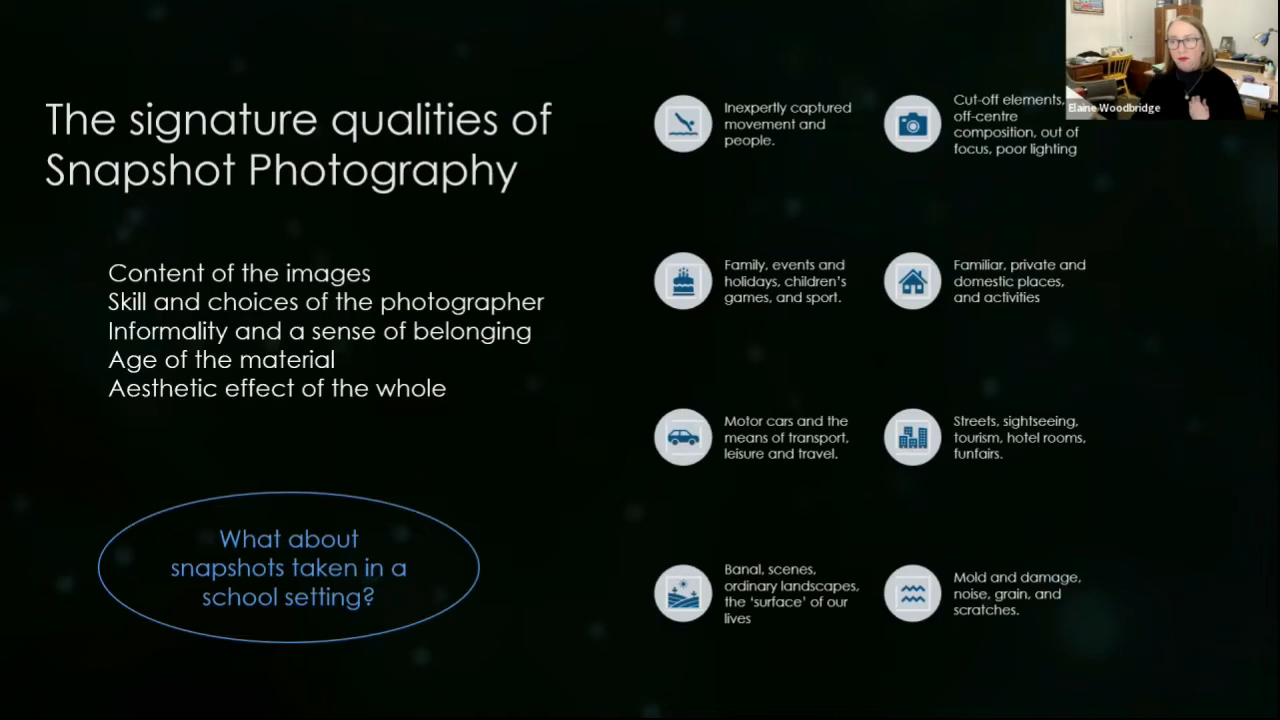 The signature qualities of
Snapshot Photography
Content of the images
Skill and choices of the photographer
Informality and a sense of belonging
Age of the material
Aesthetic effect of the whole
What about
snapshots taken in a
school setting?
Inexpertly captured
movement and
people.
Cut-off elements,
off-centre
composition, out of
focus, poor lighting
Family, events and
holidays, children’s
games, and sport.
Familiar, private and
domestic places,
and activities
Motor cars and the
means of transport,
leisure and travel.
Streets, sightseeing,
tourism, hotel rooms,
funfairs.
Banal, scenes,
ordinary landscapes,
the ‘surface’ of our
lives
Mold and damage,
noise, grain, and
scratches.
Elaine Woodbridge